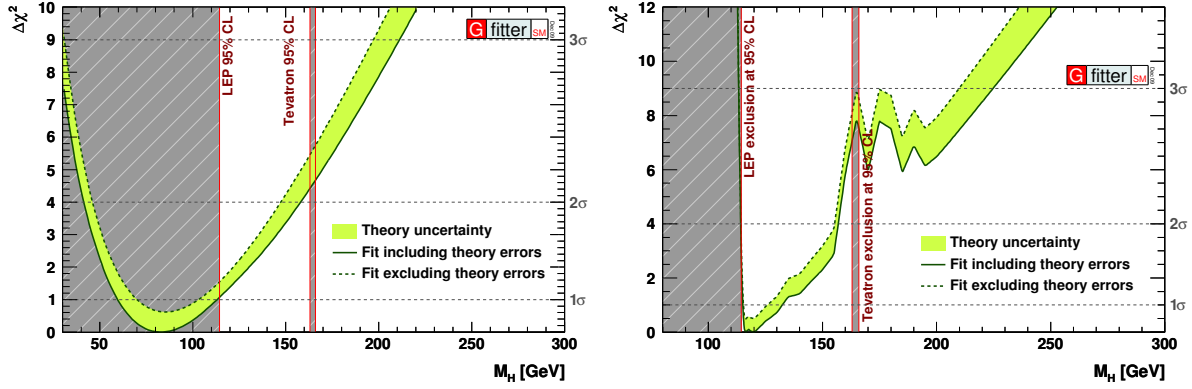 Δχ²
10
9
8
7
6
5
4
3
2
1
0
50
100
150
200
250
300
M_H [GeV]
LEP 95% CL
Tevatron 95% CL
G fitter SM
Dec 09
3σ
2σ
1σ
Theory uncertainty
Fit including theory errors
Fit excluding theory errors
Δχ²
12
10
8
6
4
2
0
100
150
200
250
300
M_H [GeV]
LEP exclusion at 95% CL
Tevatron exclusion at 95% CL
G fitter SM
Dec 09
3σ
2σ
1σ
Theory uncertainty
Fit including theory errors
Fit excluding theory errors